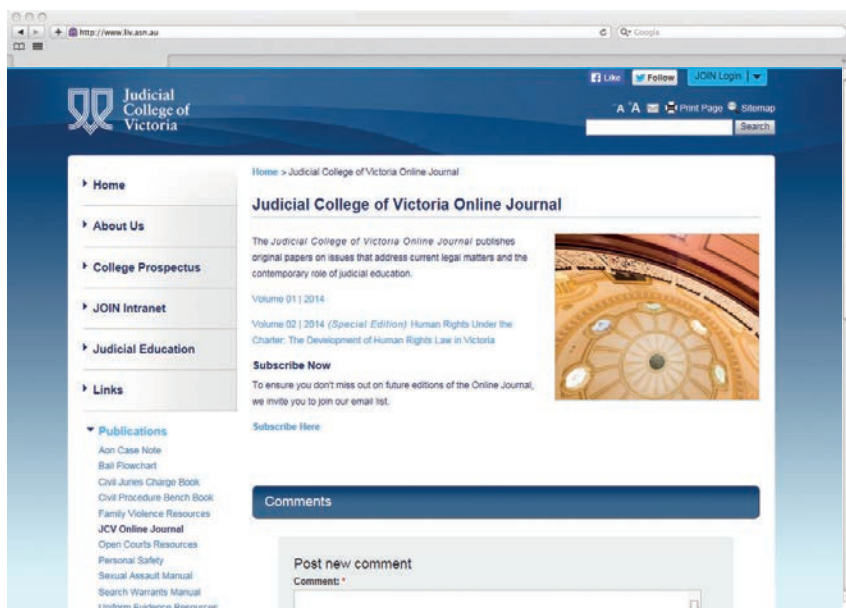 http://www.liv.asn.au
Google
Like
Follow
JOIN Login
Judicial
College of
Victoria
A A Print Page Sitemap
Search
Home > Judicial College of Victoria Online Journal
Home
Judicial College of Victoria Online Journal
About Us
The Judicial College of Victoria Online Journal publishes
original papers on issues that address current legal matters and the
contemporary role of judicial education.
College Prospectus
Volume 01 | 2014
JOIN Intranet
Volume 02 | 2014 (Special Edition) Human Rights Under the
Charter: The Development of Human Rights Law in Victoria
Judicial Education
Subscribe Now
To ensure you don't miss out on future editions of the Online Journal,
we invite you to join our email list.
Links
Subscribe Here
Publications
Aon Case Note
Bail Flowchart
Civil Juries Charge Book
Civil Procedure Bench Book
Family Violence Resources
JCV Online Journal
Open Courts Resources
Personal Safety
Sexual Assault Manual
Search Warrants Manual
Uniform Evidence Resources
Comments
Post new comment
Comment: *